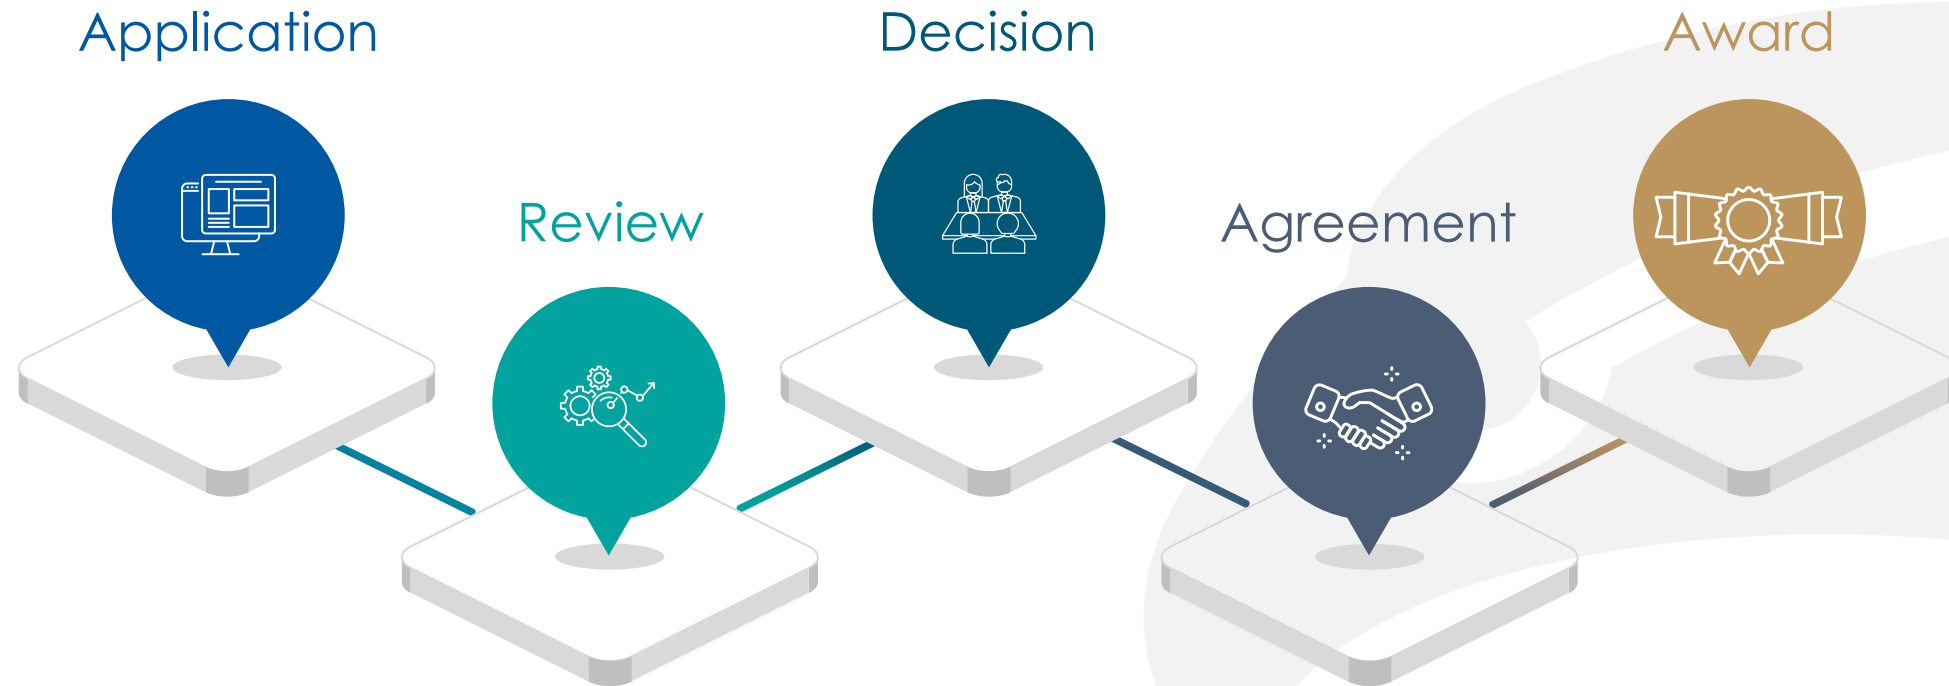 Application
Review
Decision
Agreement
Award